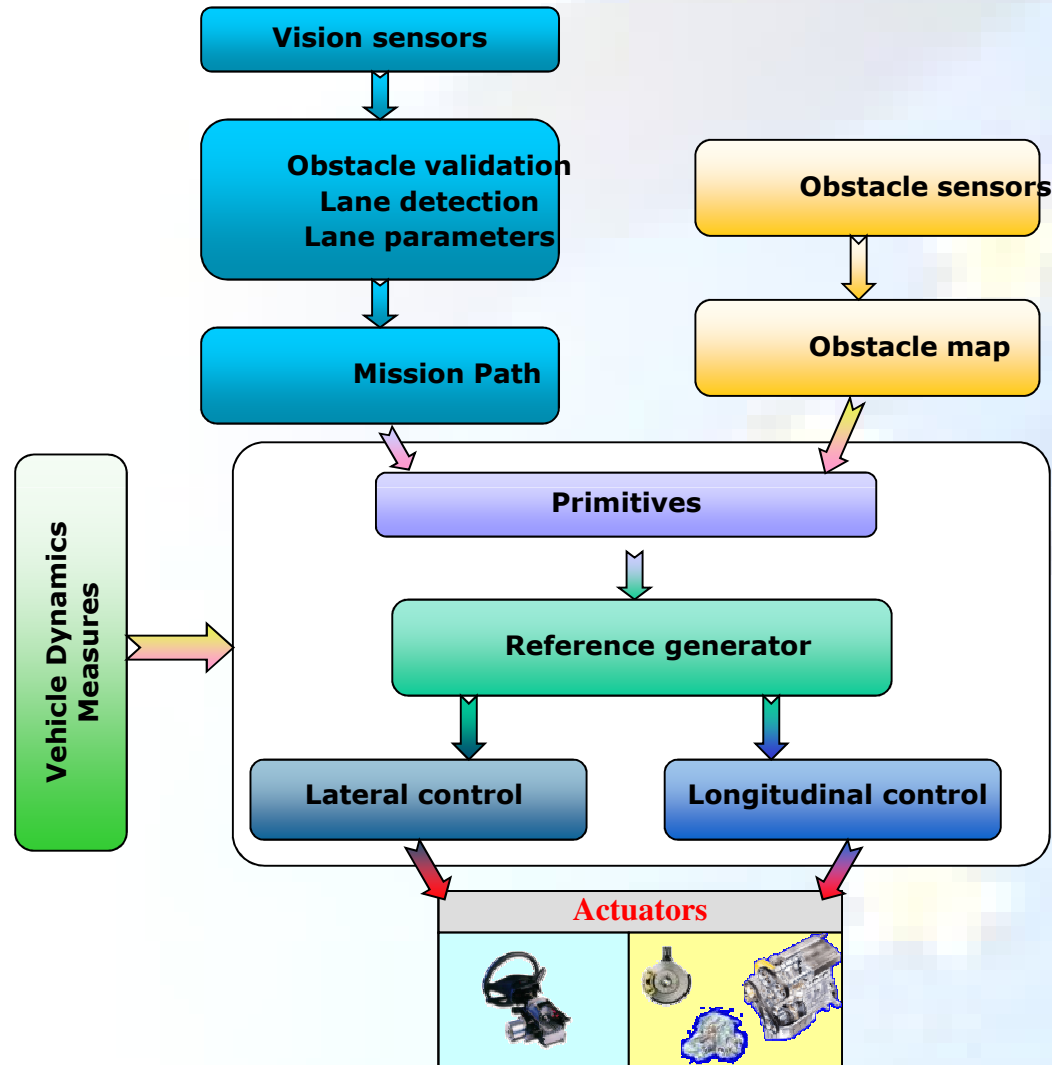 Vision sensors
Obstacle validation
Lane detection
Lane parameters
Obstacle sensors
Mission Path
Obstacle map
Vehicle Dynamics
Measures
Primitives
Reference generator
Lateral control
Longitudinal control
Actuators